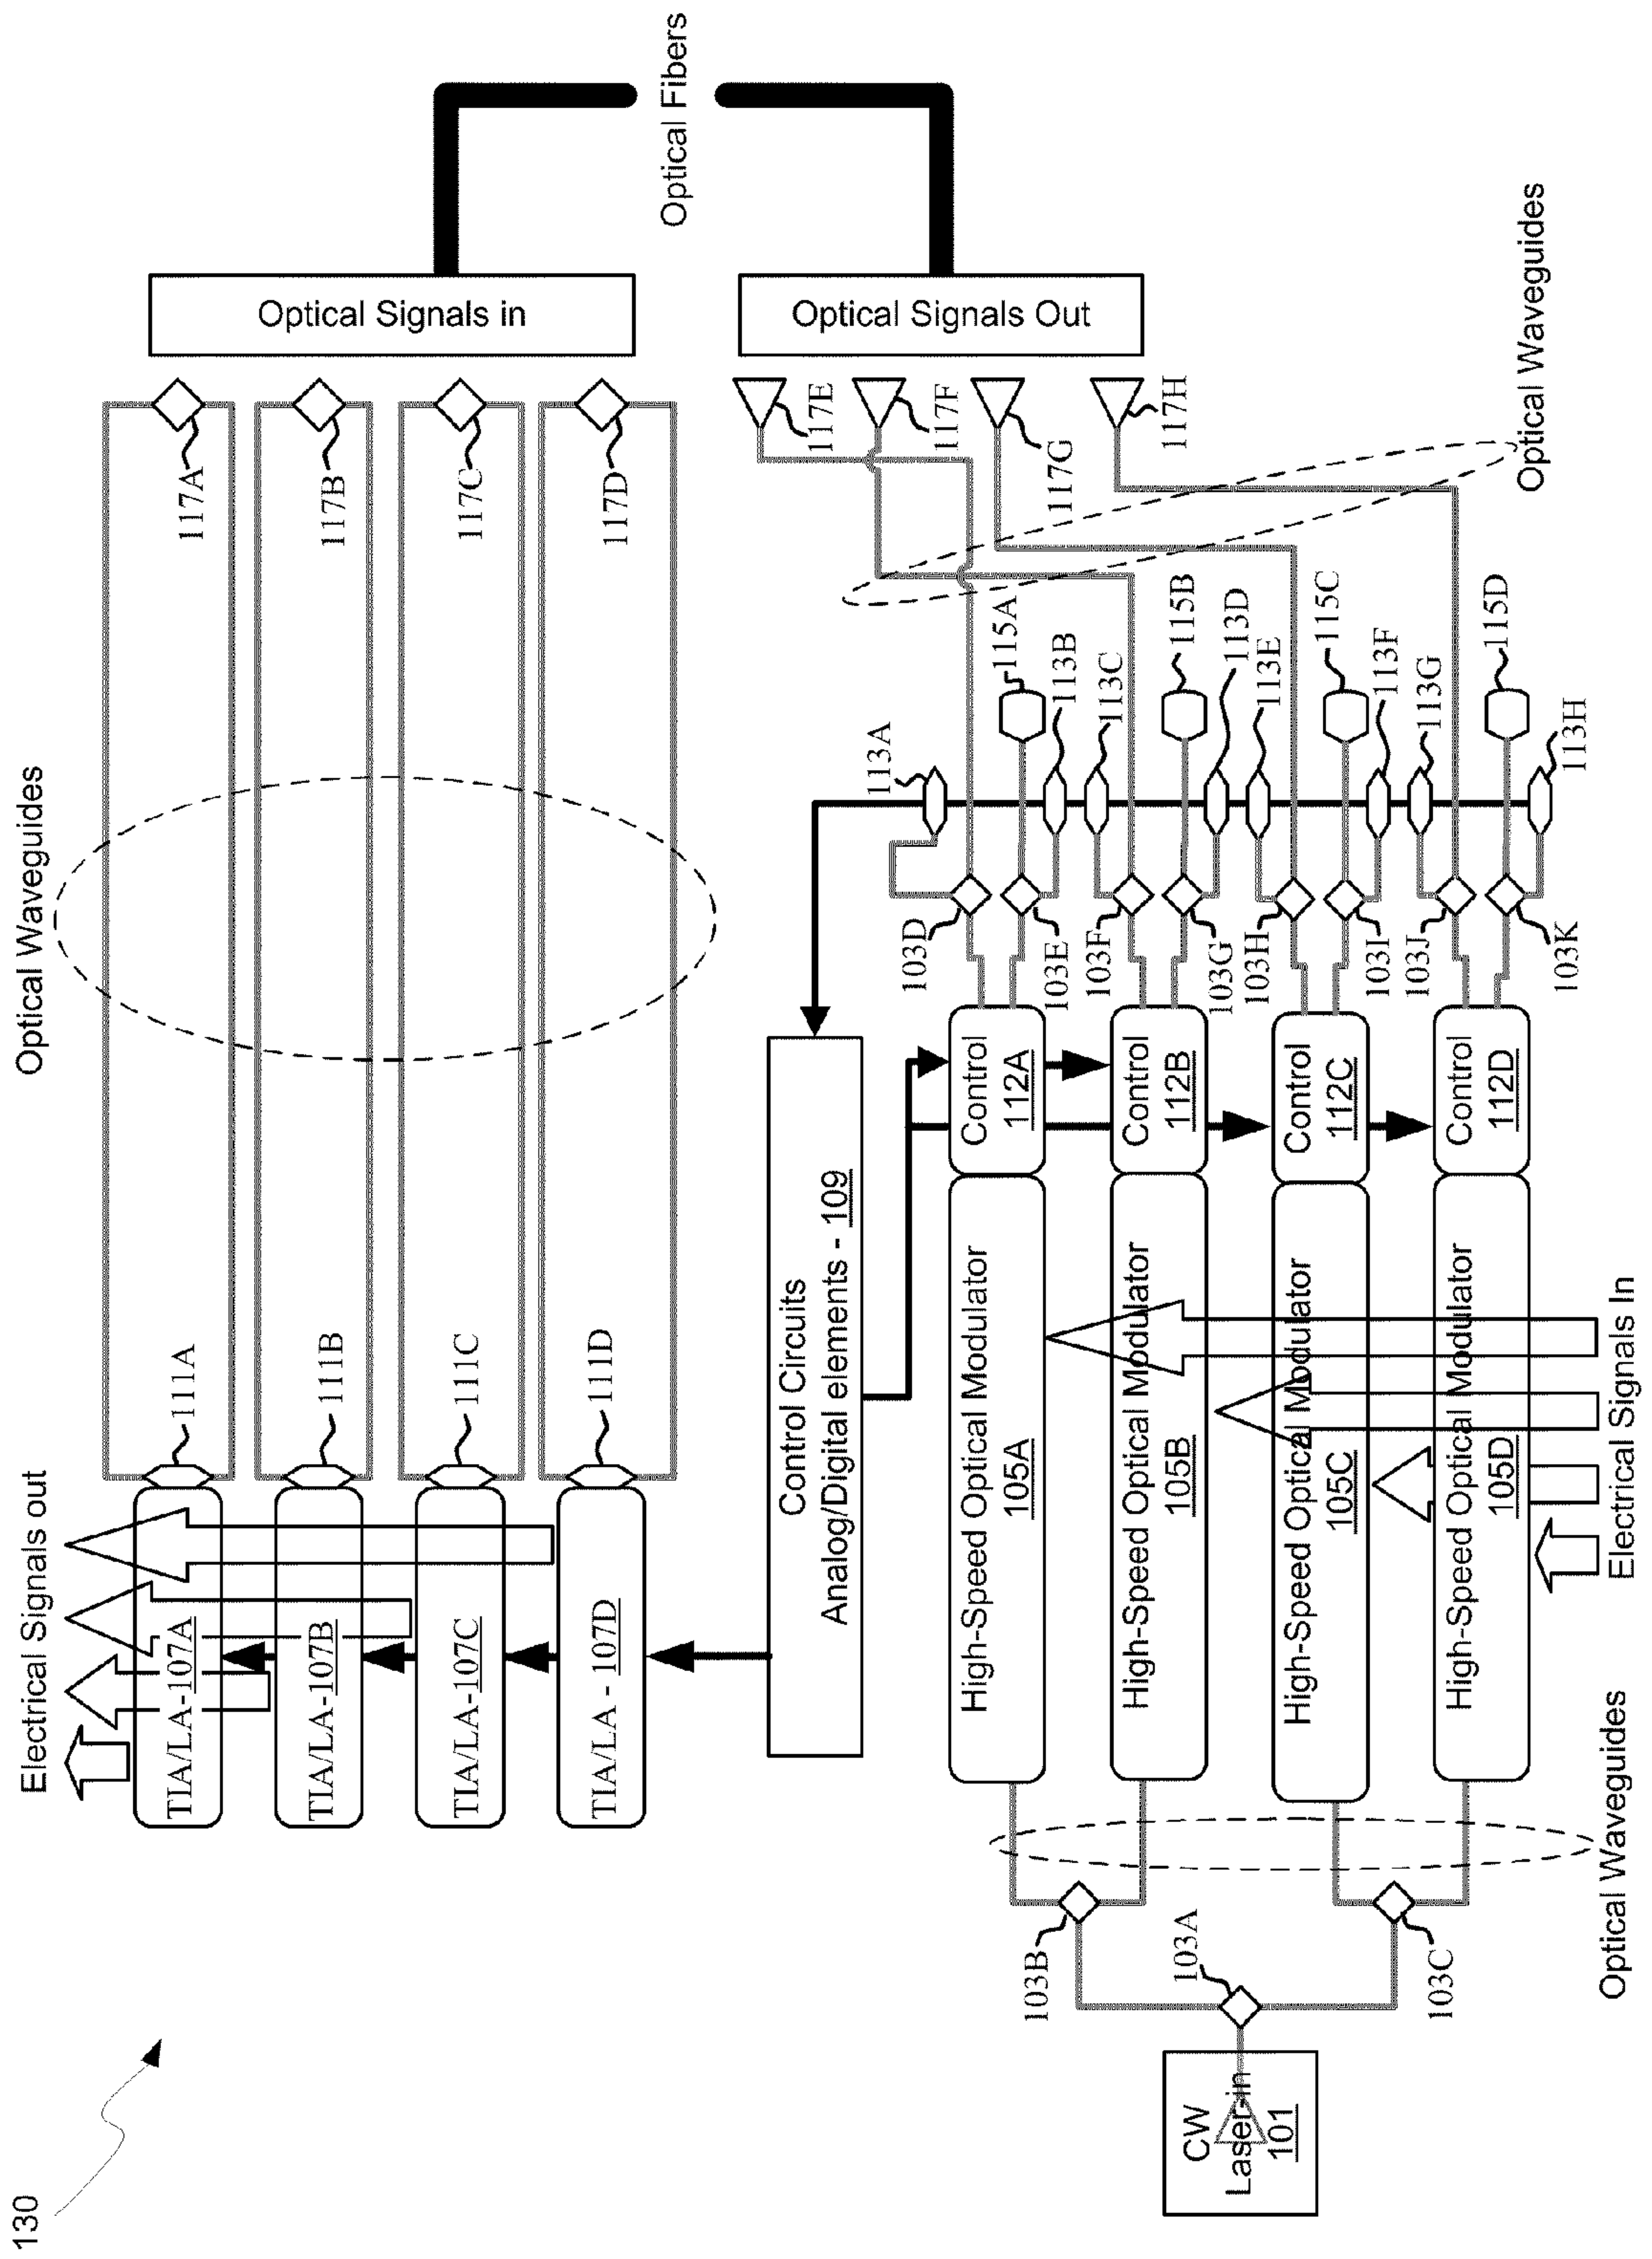 130
Electrical Signals out
Optical Waveguides
TIA/LA-107A
TIA/LA-107B
TIA/LA-107C
TIA/LA - 107D
111A
111B
111C
111D
117A
117B
117C
117D
Optical Signals in
Optical Fibers
Optical Signals Out
117E
117F
117G
117H
Optical Waveguides
Control Circuits
Analog/Digital elements - 109
CW
Laser-in
101
103A
103B
103C
Optical Waveguides
High-Speed Optical Modulator
105A
High-Speed Optical Modulator
105B
High-Speed Optical Modulator
105C
High-Speed Optical Modulator
105D
Electrical Signals In
Control
112A
Control
112B
Control
112C
Control
112D
103D
103E
103F
103G
103H
103I
103J
103K
113A
115A
113B
113C
115B
113D
113E
115C
113F
113G
115D
113H